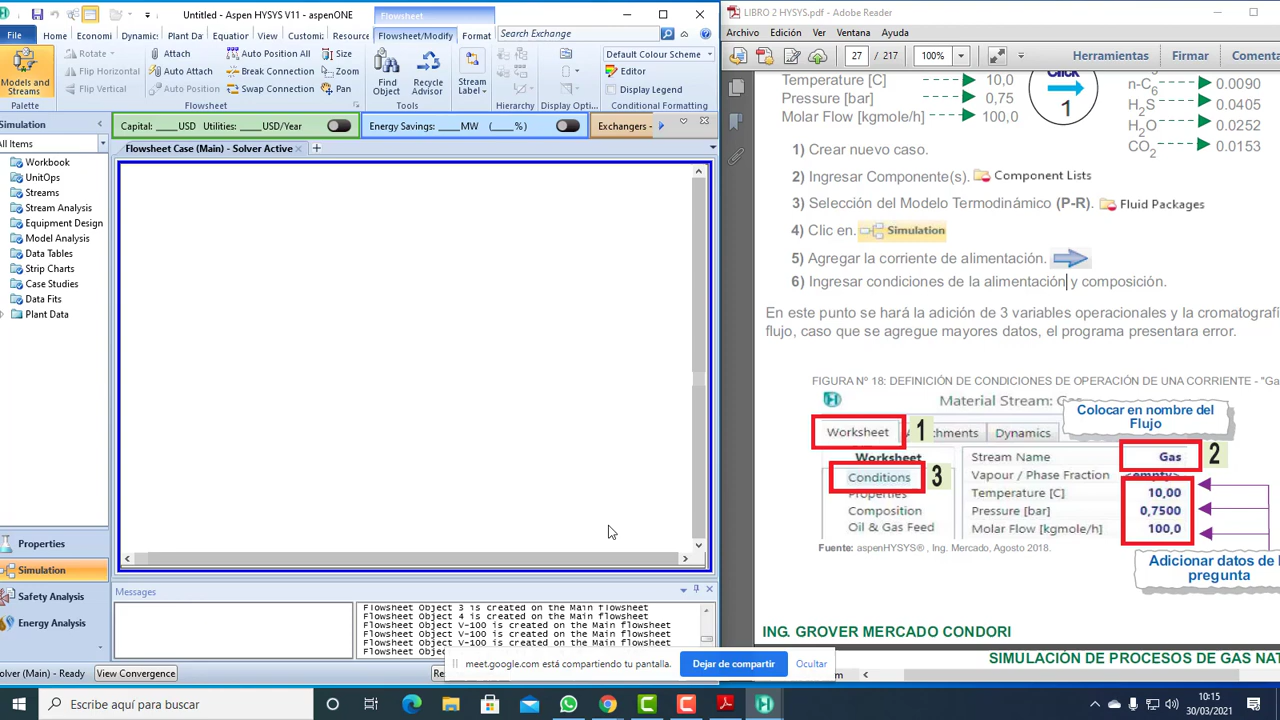 Untitled - Aspen HYSYS V11 - aspenONE
Flowsheet
File Home Economi Dynamic Plant Da Equation View Customi Resourc Flowsheet/Modify Format Search Exchange
Models and Streams
Palette
Rotate
Flip Horizontal
Flip Vertical
Attach
Auto Attach
Auto Position
Auto Position All
Break Connection
Swap Connection
Size
Zoom
Flowsheet
Find Object
Recycle Advisor
Tools
Stream Label
Hierarchy
Display Opti...
Default Colour Scheme
Editor
Display Legend
Conditional Formatting
Simulation
All Items
Capital: ____USD Utilities: ____USD/Year
Energy Savings: ____MW (____%)
Exchangers -
Flowsheet Case (Main) - Solver Active
Workbook
UnitOps
Streams
Stream Analysis
Equipment Design
Model Analysis
Data Tables
Strip Charts
Case Studies
Data Fits
Plant Data
Properties
Simulation
Safety Analysis
Energy Analysis
Messages
Flowsheet Object 3 is created on the Main flowsheet
Flowsheet Object 4 is created on the Main flowsheet
Flowsheet Object V-100 is created on the Main flowsheet
Flowsheet Object V-100 is created on the Main flowsheet
Flowsheet Object V-100 is created on the Main flowsheet
olver (Main) - Ready
View Convergence
meet.google.com está compartiendo tu pantalla.
Dejar de compartir
Ocultar
LIBRO 2 HYSYS.pdf - Adobe Reader
Archivo Edición Ver Ventana Ayuda
27 / 217 100%
Herramientas Firmar Comenta
Temperature [C] 10,0
Pressure [bar] 0,75
Molar Flow [kgmole/h] 100,0
CLICK
1
n-C6 0.0090
H2S 0.0405
H2O 0.0252
CO2 0.0153
1) Crear nuevo caso.
2) Ingresar Componente(s). Component Lists
3) Selección del Modelo Termodinámico (P-R). Fluid Packages
4) Clic en. Simulation
5) Agregar la corriente de alimentación.
6) Ingresar condiciones de la alimentación y composición.
En este punto se hará la adición de 3 variables operacionales y la cromatografí
flujo, caso que se agregue mayores datos, el programa presentara error.
FIGURA Nº 18: DEFINICIÓN DE CONDICIONES DE OPERACIÓN DE UNA CORRIENTE - "Ga
Material Stream: Gas
Colocar en nombre del
Flujo
Worksheet 1 chments Dynamics
Worksheet
Conditions 3
Properties
Composition
Oil & Gas Feed
Stream Name Gas 2
Vapour / Phase Fraction <empty>
Temperature [C] 10,00
Pressure [bar] 0,7500
Molar Flow [kgmole/h] 100,0
Fuente: aspenHYSYS® , Ing. Mercado, Agosto 2018.
Adicionar datos de l
pregunta
ING. GROVER MERCADO CONDORI
SIMULACIÓN DE PROCESOS DE GAS NAT
Escribe aquí para buscar
10:15
30/03/2021